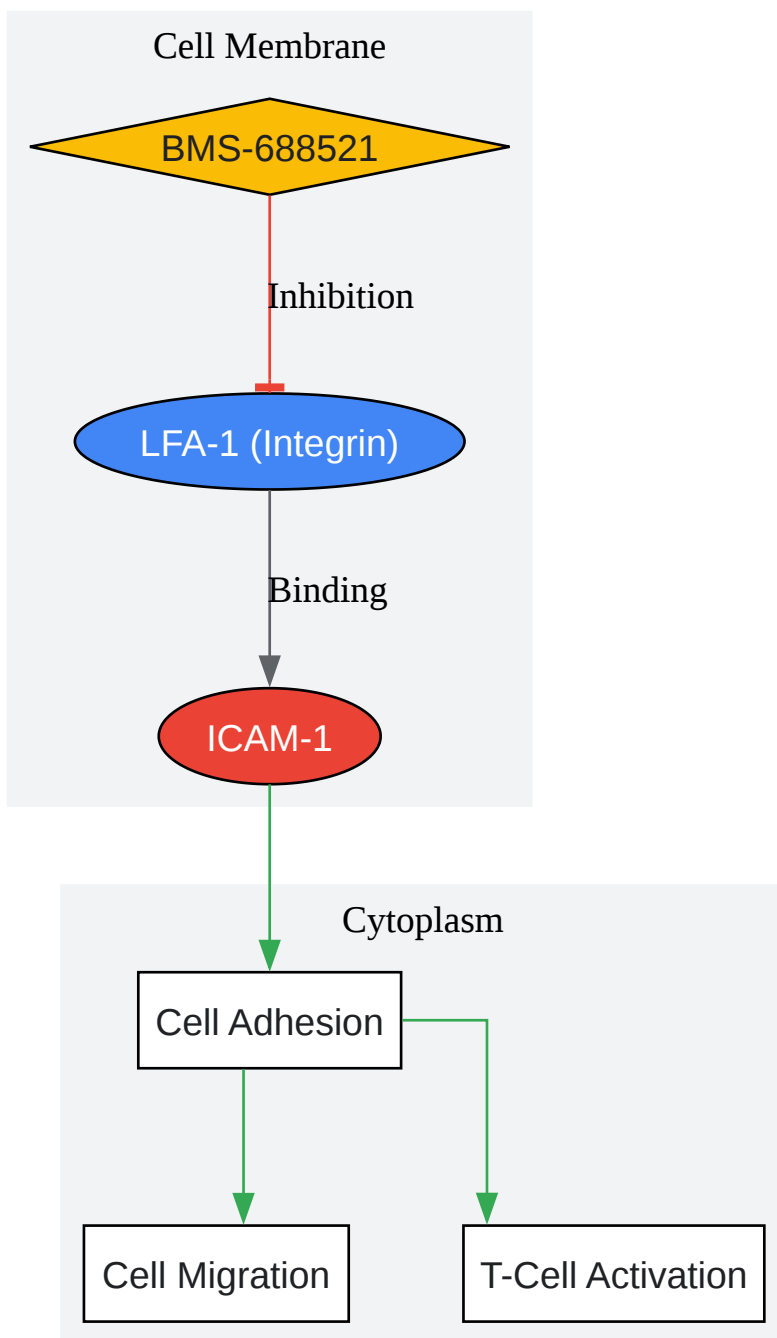 Cell Membrane
BMS-688521
Inhibition
LFA-1 (Integrin)
Binding
ICAM-1
Cytoplasm
Cell Adhesion
Cell Migration
T-Cell Activation